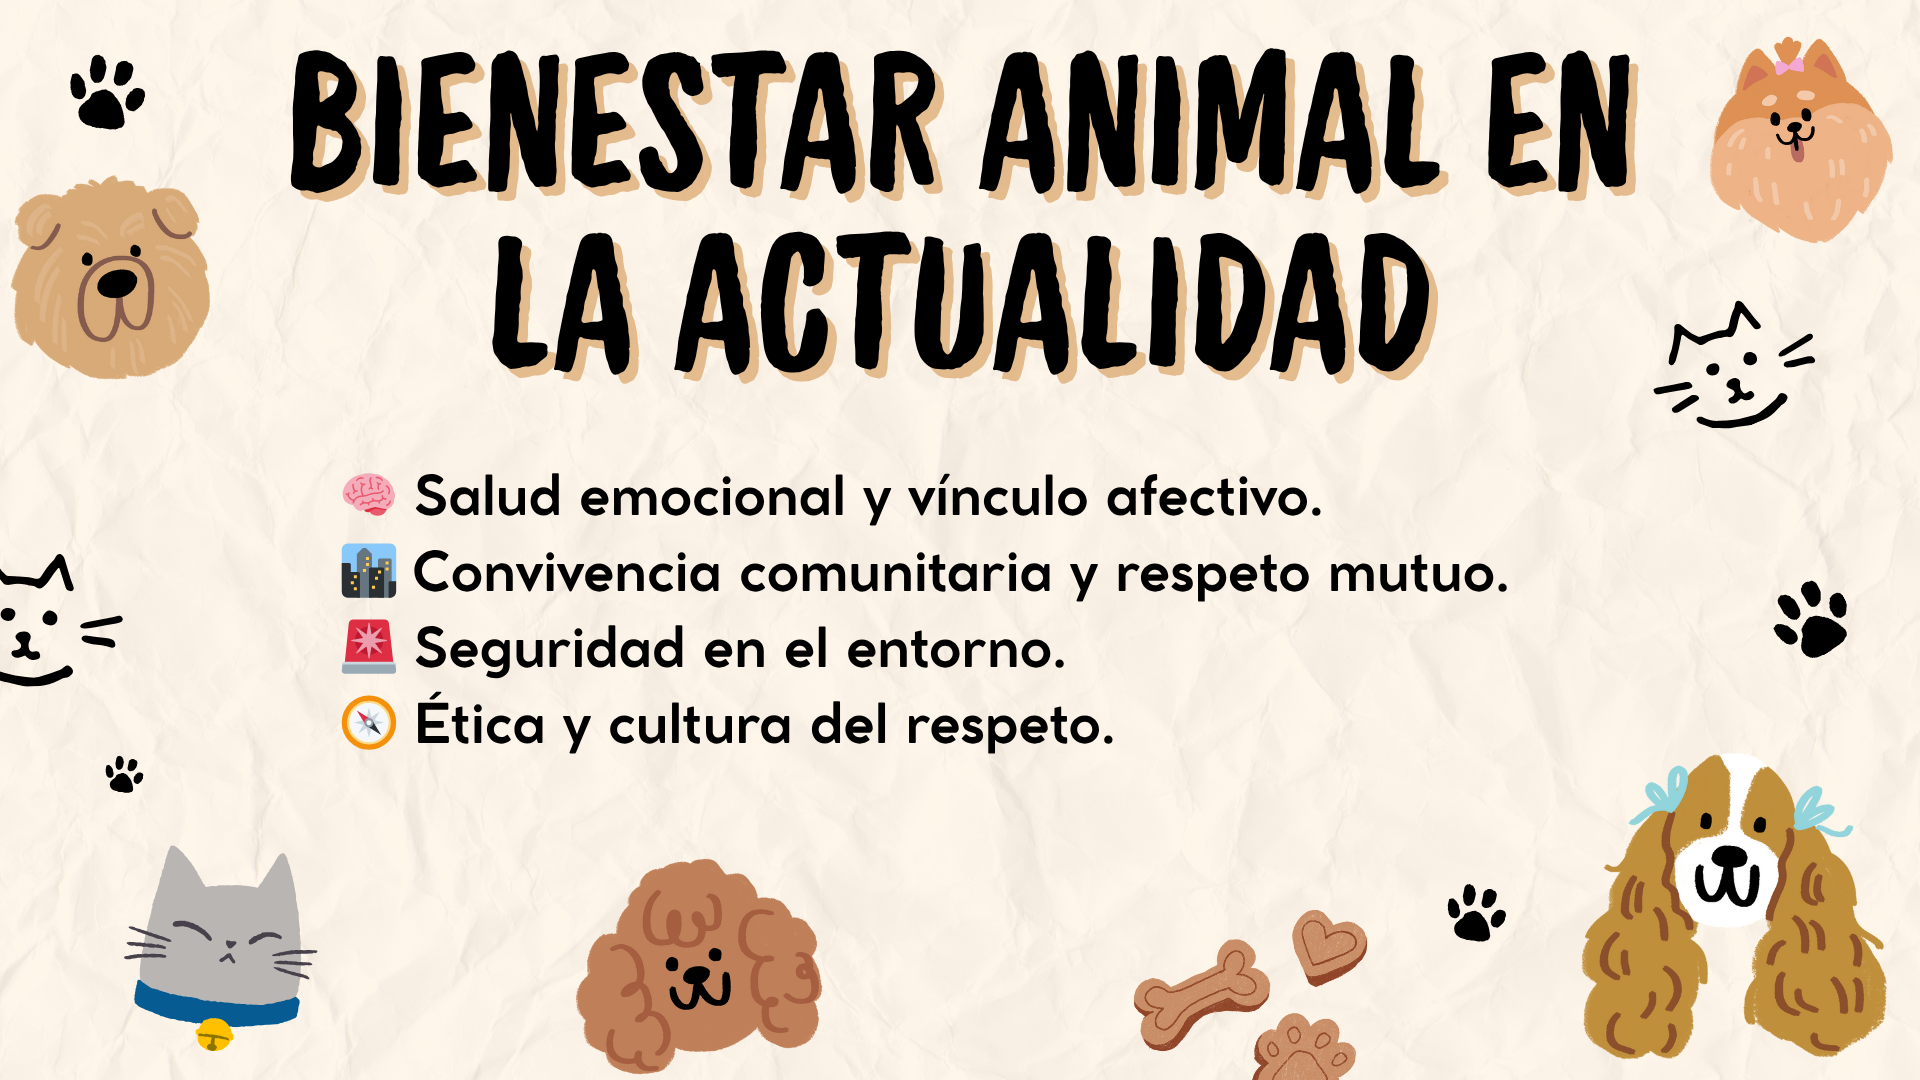 BIENESTAR ANIMAL EN
LA ACTUALIDAD
🧠 Salud emocional y vínculo afectivo.
🏙️ Convivencia comunitaria y respeto mutuo.
🚨 Seguridad en el entorno.
🧭 Ética y cultura del respeto.